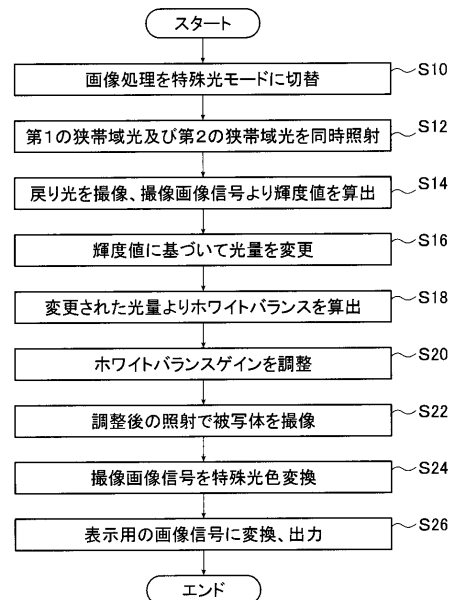 スタート
画像処理を特殊光モードに切替
S10
第1の狭帯域光及び第2の狭帯域光を同時照射
S12
戻り光を撮像、撮像画像信号より輝度値を算出
S14
輝度値に基づいて光量を変更
S16
変更された光量よりホワイトバランスを算出
S18
ホワイトバランスゲインを調整
S20
調整後の照射で被写体を撮像
S22
撮像画像信号を特殊光色変換
S24
表示用の画像信号に変換、出力
S26
エンド